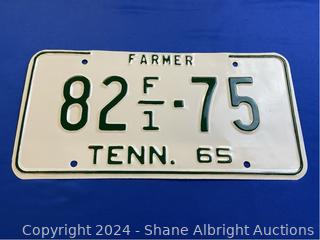 FARMER
82 F/1 - 75
TENN. 65
Copyright 2024 - Shane Albright Auctions